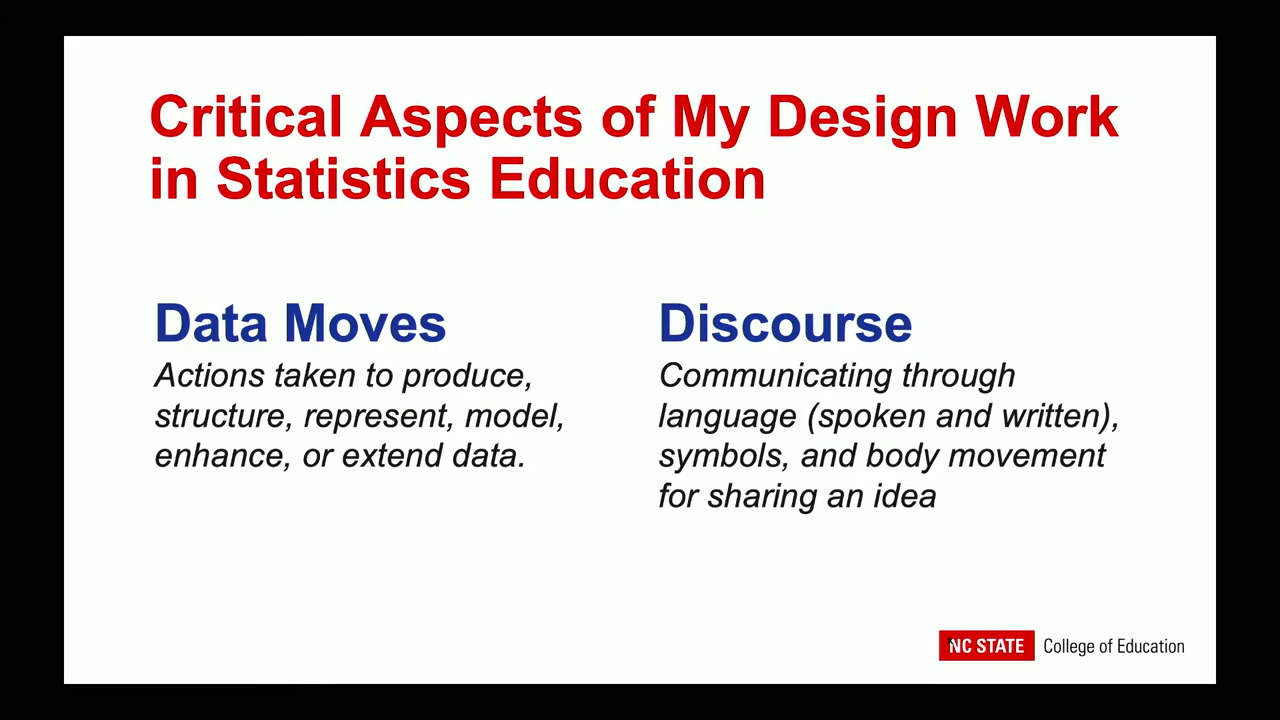 Critical Aspects of My Design Work
in Statistics Education
Data Moves
Actions taken to produce,
structure, represent, model,
enhance, or extend data.
Discourse
Communicating through
language (spoken and written),
symbols, and body movement
for sharing an idea
NC STATE College of Education